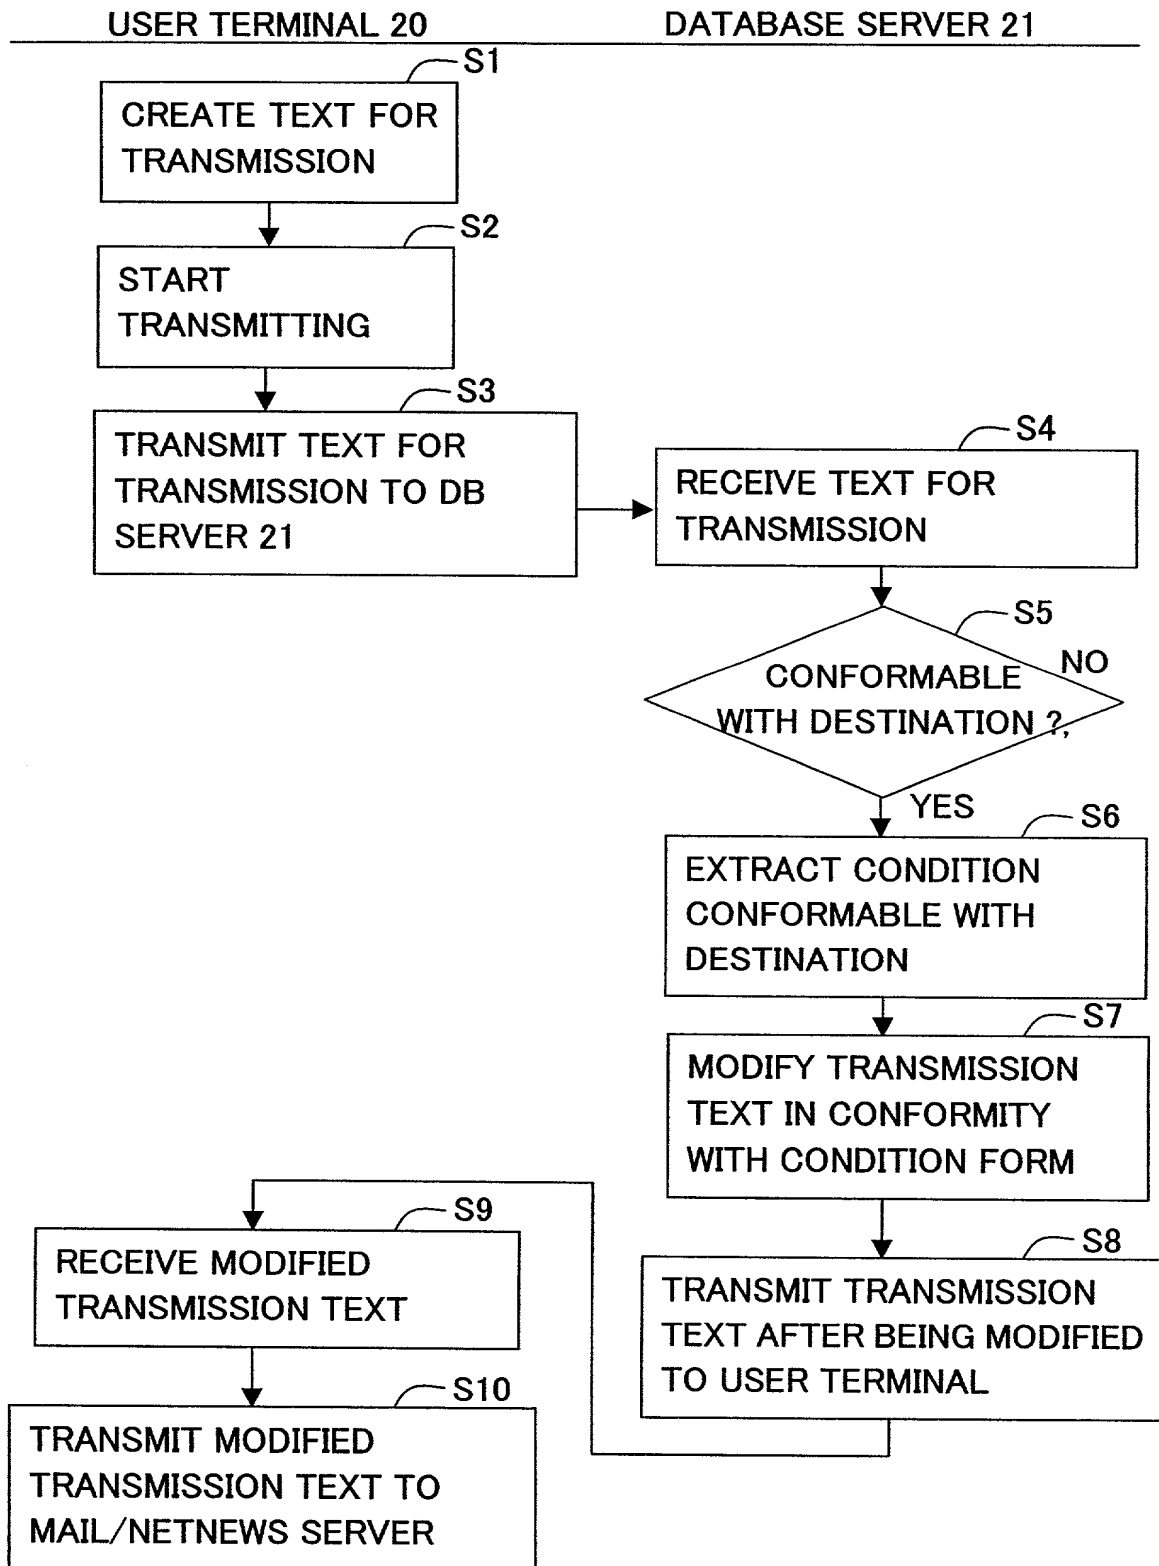 USER TERMINAL 20
DATABASE SERVER 21
S1
CREATE TEXT FOR
TRANSMISSION
S2
START
TRANSMITTING
S3
TRANSMIT TEXT FOR
TRANSMISSION TO DB
SERVER 21
S4
RECEIVE TEXT FOR
TRANSMISSION
S5
NO
CONFORMABLE
WITH DESTINATION ?,
YES
S6
EXTRACT CONDITION
CONFORMABLE WITH
DESTINATION
S7
MODIFY TRANSMISSION
TEXT IN CONFORMITY
WITH CONDITION FORM
S8
TRANSMIT TRANSMISSION
TEXT AFTER BEING MODIFIED
TO USER TERMINAL
S9
RECEIVE MODIFIED
TRANSMISSION TEXT
S10
TRANSMIT MODIFIED
TRANSMISSION TEXT TO
MAIL/NETNEWS SERVER